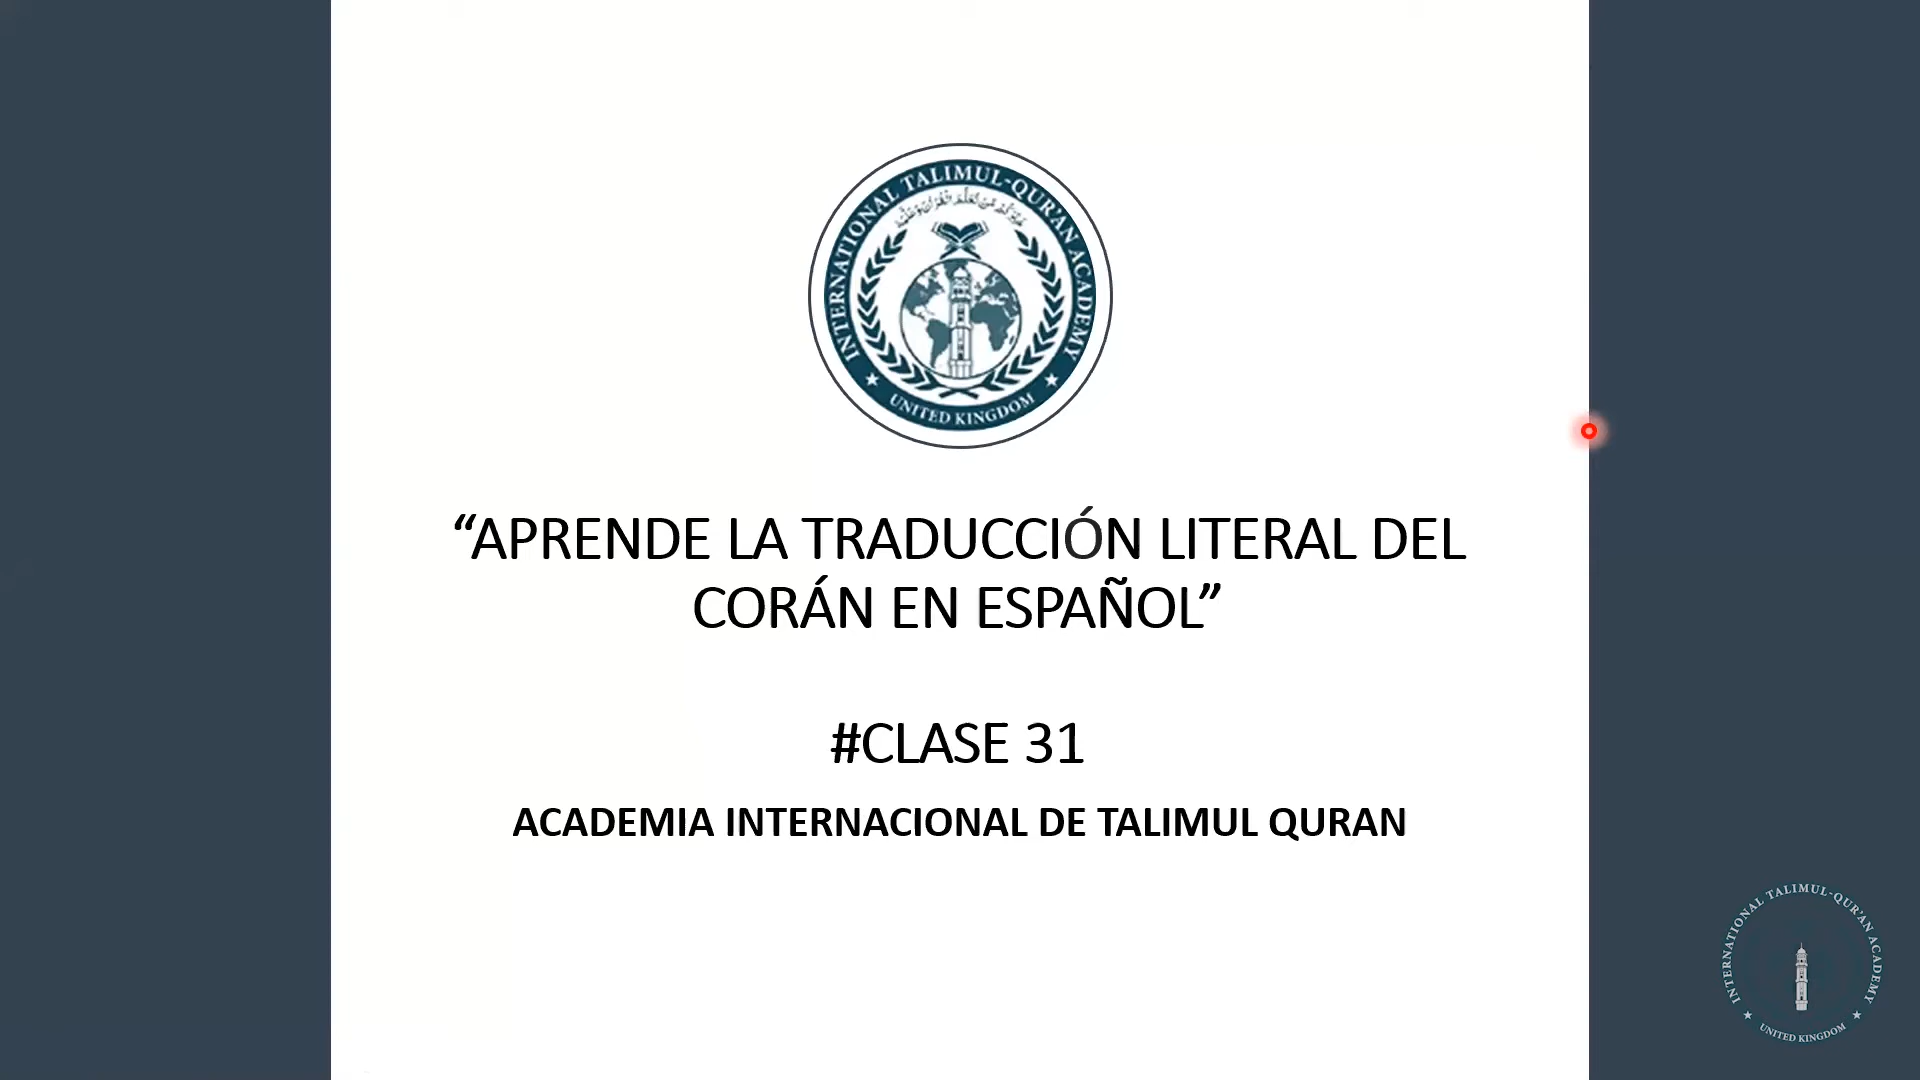 INTERNATIONAL TALIMUL-QUR'AN ACADEMY
UNITED KINGDOM
“APRENDE LA TRADUCCIÓN LITERAL DEL
CORÁN EN ESPAÑOL”
#CLASE 31
ACADEMIA INTERNACIONAL DE TALIMUL QURAN
INTERNATIONAL TALIMUL-QUR'AN ACADEMY
UNITED KINGDOM